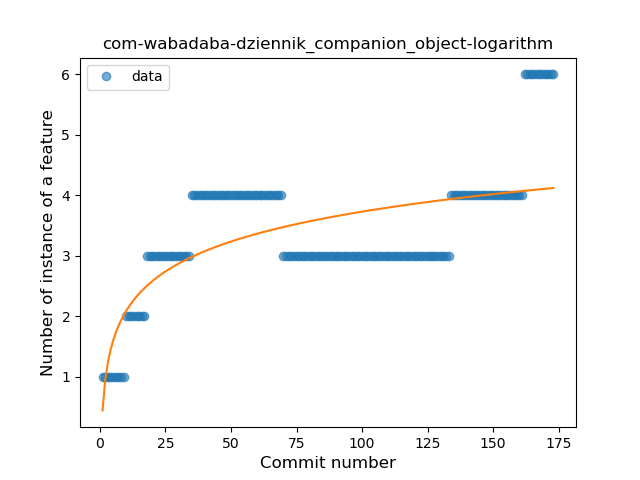 com-wabadaba-dziennik_companion_object-logarithm
data
6
5
4
3
2
1
Number of instance of a feature
0 25 50 75 100 125 150 175
Commit number